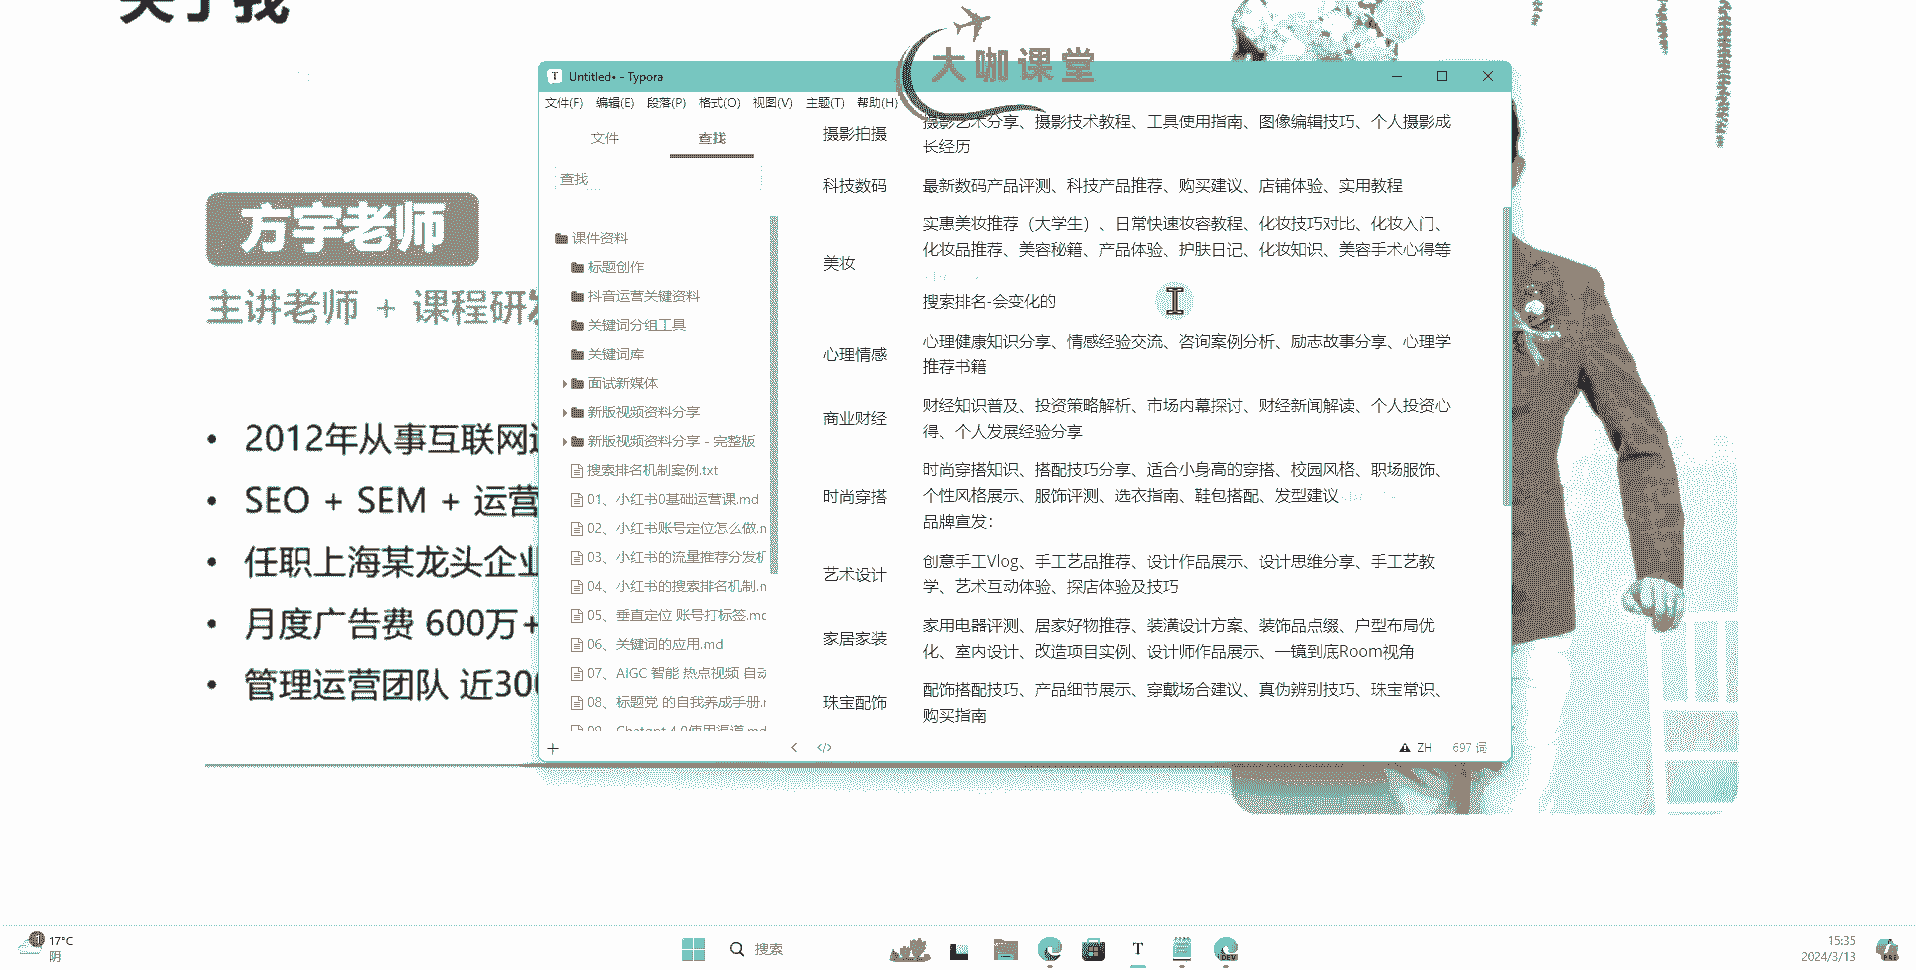 关于我
大咖课堂
方宇老师
主讲老师 + 课程研发
2012年从事互联网
SEO + SEM + 运营
任职上海某龙头企业
月度广告费 600万+
管理运营团队 近300
Untitled• - Typora
文件(F) 编辑(E) 段落(P) 格式(O) 视图(V) 主题(T) 帮助(H)
文件 查找
查找
课件资料
标题创作
抖音运营关键资料
关键词分组工具
关键词库
面试新媒体
新版视频资料分享
新版视频资料分享 - 完整版
搜索排名机制案例.txt
01、小红书0基础运营课.md
02、小红书账号定位怎么做.m
03、小红书的流量推荐分发机
04、小红书的搜索排名机制.m
05、垂直定位 账号打标签.mc
06、关键词的应用.md
07、AIGC 智能 热点视频 自动
08、标题党 的自我养成手册.r
09、Chatgpt 4.0使用渠道.md
摄影拍摄
摄影艺术分享、摄影技术教程、工具使用指南、图像编辑技巧、个人摄影成
长经历
科技数码
最新数码产品评测、科技产品推荐、购买建议、店铺体验、实用教程
美妆
实惠美妆推荐（大学生）、日常快速妆容教程、化妆技巧对比、化妆入门、
化妆品推荐、美容秘籍、产品体验、护肤日记、化妆知识、美容手术心得等
搜索排名-会变化的
心理情感
心理健康知识分享、情感经验交流、咨询案例分析、励志故事分享、心理学
推荐书籍
商业财经
财经知识普及、投资策略解析、市场内幕探讨、财经新闻解读、个人投资心
得、个人发展经验分享
时尚穿搭
时尚穿搭知识、搭配技巧分享、适合小身高的穿搭、校园风格、职场服饰、
个性风格展示、服饰评测、选衣指南、鞋包搭配、发型建议
品牌宣发：
艺术设计
创意手工Vlog、手工艺品推荐、设计作品展示、设计思维分享、手工艺教
学、艺术互动体验、探店体验及技巧
家居家装
家用电器评测、居家好物推荐、装潢设计方案、装饰品点缀、户型布局优
化、室内设计、改造项目实例、设计师作品展示、一镜到底Room视角
珠宝配饰
配饰搭配技巧、产品细节展示、穿戴场合建议、真伪辨别技巧、珠宝常识、
购买指南
ZH 697 词
17°C
阴
搜索
15:35
2024/3/13